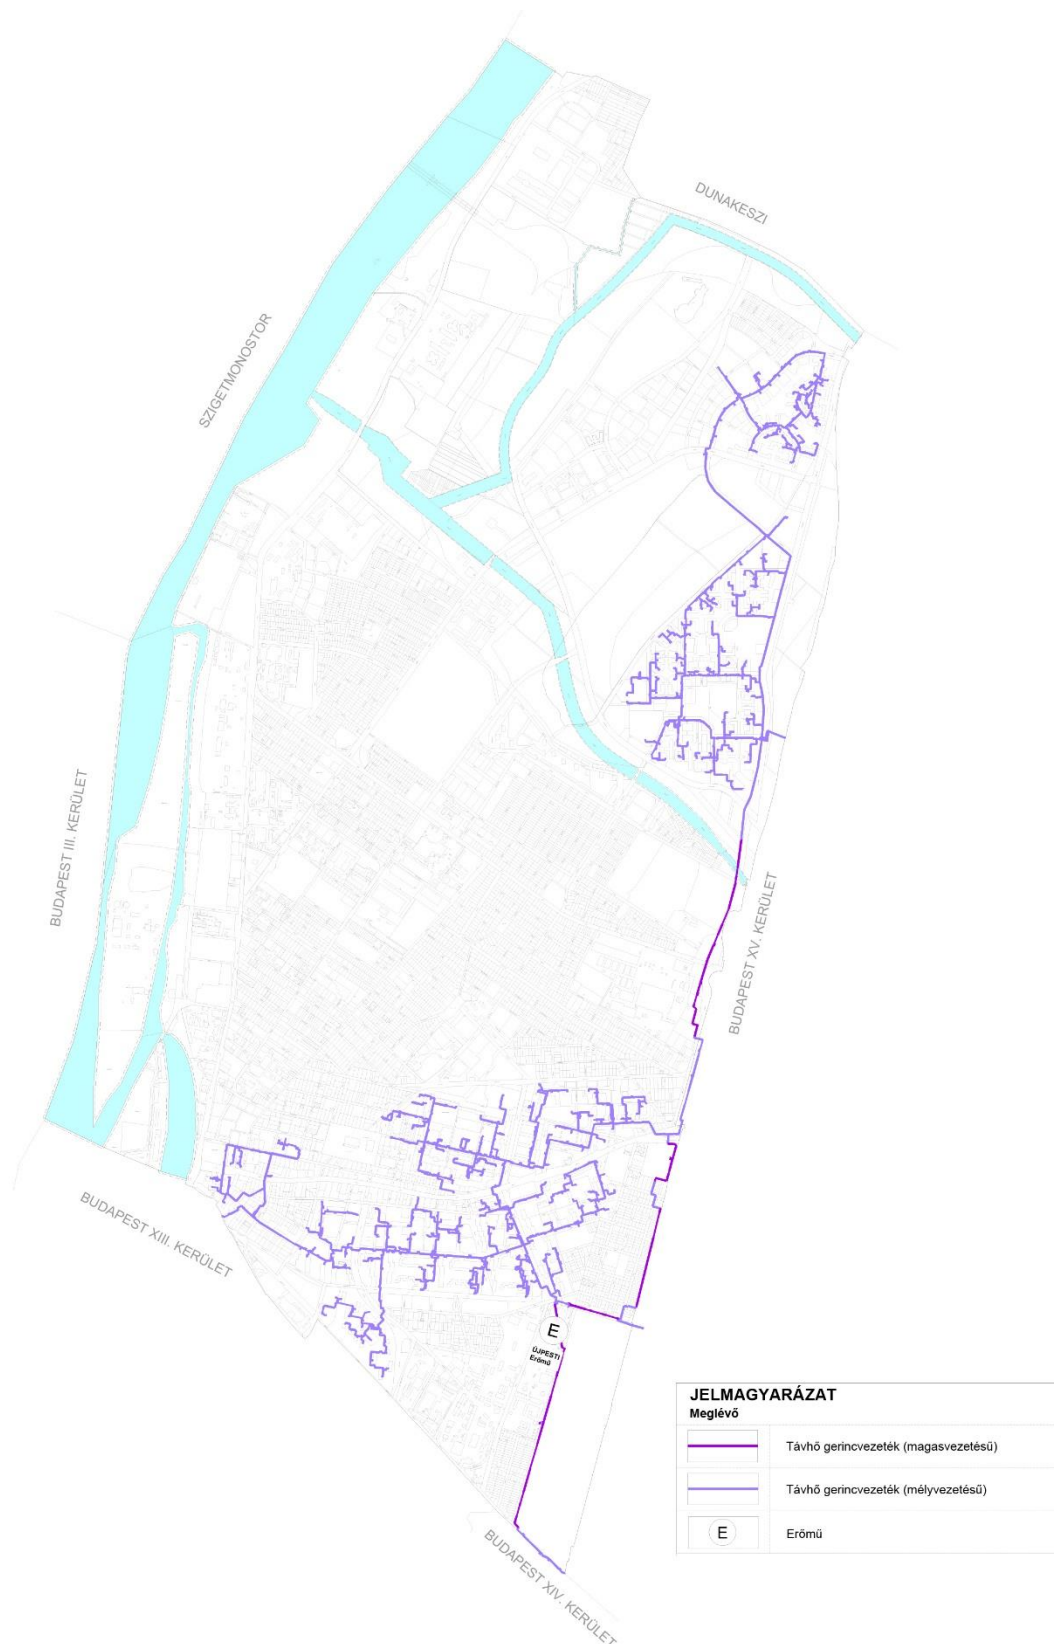 DUNAKESZI
SZIGETMONOSTOR
BUDAPEST III. KERÜLET
BUDAPEST XV. KERÜLET
BUDAPEST XIII. KERÜLET
E
ÚJPESTI
Erőmű
BUDAPEST XIV. KERÜLET
JELMAGYARÁZAT
Meglévő
Távhő gerincvezeték (magasvezetésű)
Távhő gerincvezeték (mélyvezetésű)
E
Erőmű